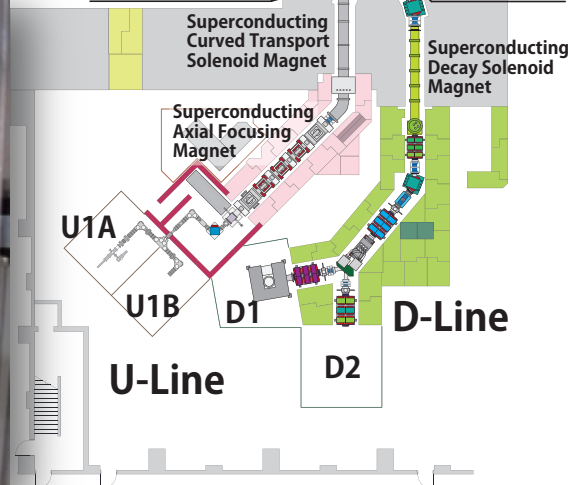 Superconducting
Curved Transport
Solenoid Magnet
Superconducting
Decay Solenoid
Magnet
Superconducting
Axial Focusing
Magnet
U1A
U1B
D1
D-Line
D2
U-Line